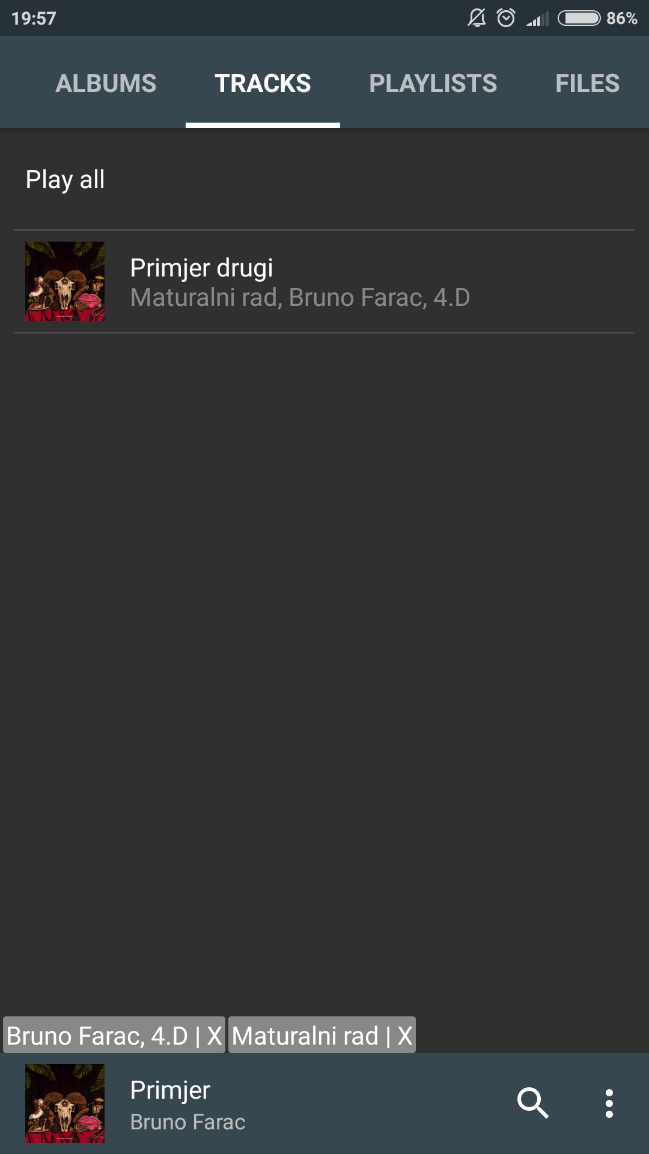 19:57 86%
ALBUMS TRACKS PLAYLISTS FILES
Play all
Primjer drugi
Maturalni rad, Bruno Farac, 4.D
Bruno Farac, 4.D | X Maturalni rad | X
Primjer
Bruno Farac